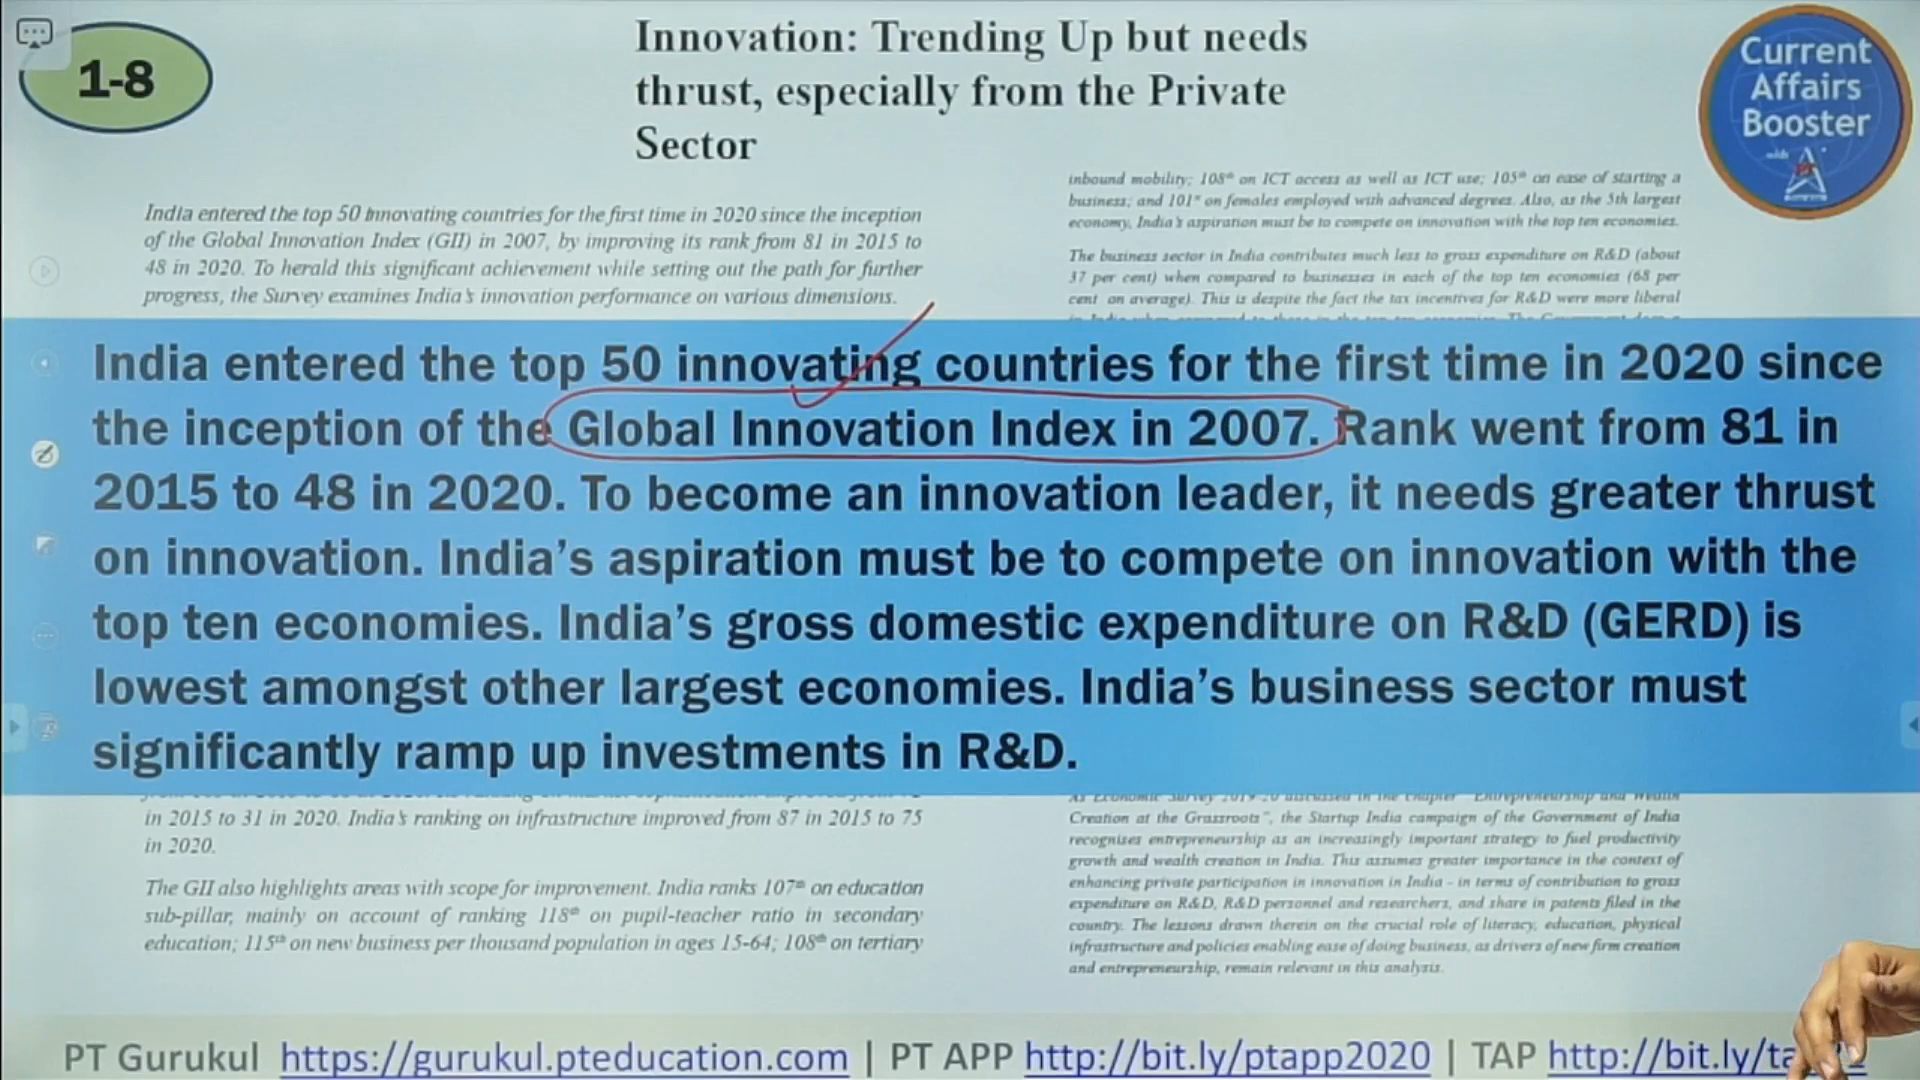 1-8
Innovation: Trending Up but needs
thrust, especially from the Private
Sector
Current
Affairs
Booster
with
India entered the top 50 innovating countries for the first time in 2020 since the inception
of the Global Innovation Index (GII) in 2007, by improving its rank from 81 in 2015 to
48 in 2020. To herald this significant achievement while setting out the path for further
progress, the Survey examines India's innovation performance on various dimensions.
inbound mobility; 108th on ICT access as well as ICT use; 105th on ease of starting a
business; and 101st on females employed with advanced degrees. Also, as the 5th largest
economy, India's aspiration must be to compete on innovation with the top ten economies.
The business sector in India contributes much less to gross expenditure on R&D (about
37 per cent) when compared to businesses in each of the top ten economies (68 per
cent on average). This is despite the fact the tax incentives for R&D were more liberal
India entered the top 50 innovating countries for the first time in 2020 since
the inception of the Global Innovation Index in 2007. Rank went from 81 in
2015 to 48 in 2020. To become an innovation leader, it needs greater thrust
on innovation. India's aspiration must be to compete on innovation with the
top ten economies. India's gross domestic expenditure on R&D (GERD) is
lowest amongst other largest economies. India's business sector must
significantly ramp up investments in R&D.
in 2015 to 31 in 2020. India's ranking on infrastructure improved from 87 in 2015 to 75
in 2020.
The GII also highlights areas with scope for improvement. India ranks 107th on education
sub-pillar, mainly on account of ranking 118th on pupil-teacher ratio in secondary
education; 115th on new business per thousand population in ages 15-64; 108th on tertiary
As Economic Survey 2019-20 discussed in the chapter "Entrepreneurship and Wealth
Creation at the Grassroots", the Startup India campaign of the Government of India
recognises entrepreneurship as an increasingly important strategy to fuel productivity
growth and wealth creation in India. This assumes greater importance in the context of
enhancing private participation in innovation in India - in terms of contribution to gross
expenditure on R&D, R&D personnel and researchers, and share in patents filed in the
country. The lessons drawn therein on the crucial role of literacy, education, physical
infrastructure and policies enabling ease of doing business, as drivers of new firm creation
and entrepreneurship, remain relevant in this analysis.
PT Gurukul https://gurukul.pteducation.com | PT APP http://bit.ly/ptapp2020 | TAP